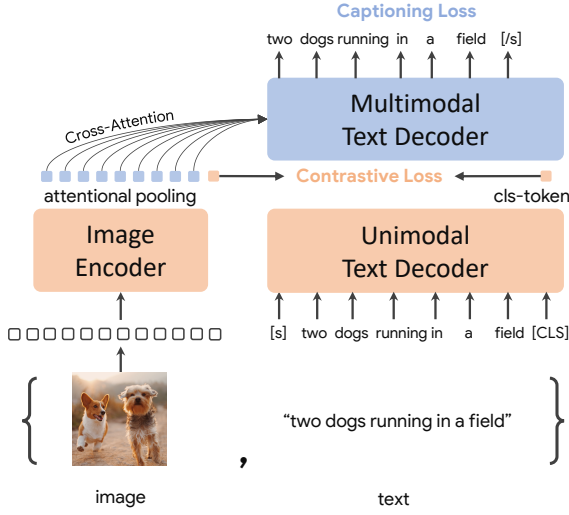 Captioning Loss
two dogs running in a field [/s]
Multimodal
Text Decoder
Cross-Attention
Contrastive Loss
attentional pooling
cls-token
Image
Encoder
Unimodal
Text Decoder
[s] two dogs running in a field [CLS]
{ , “two dogs running in a field” }
image
text